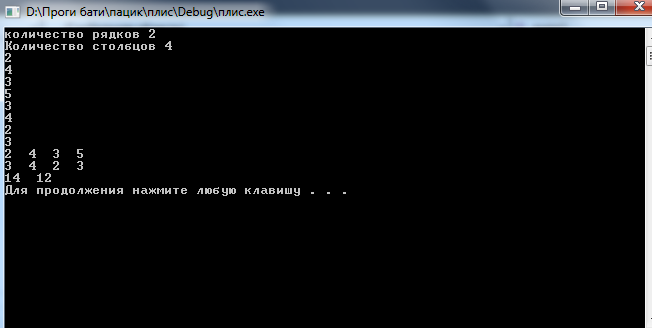 D:\Проги бати\пацик\плис\Debug\плис.exe
количество рядков 2
Количество столбцов 4
2
4
3
5
3
4
2
3
2 4 3 5
3 4 2 3
14 12
Для продолжения нажмите любую клавишу . . .